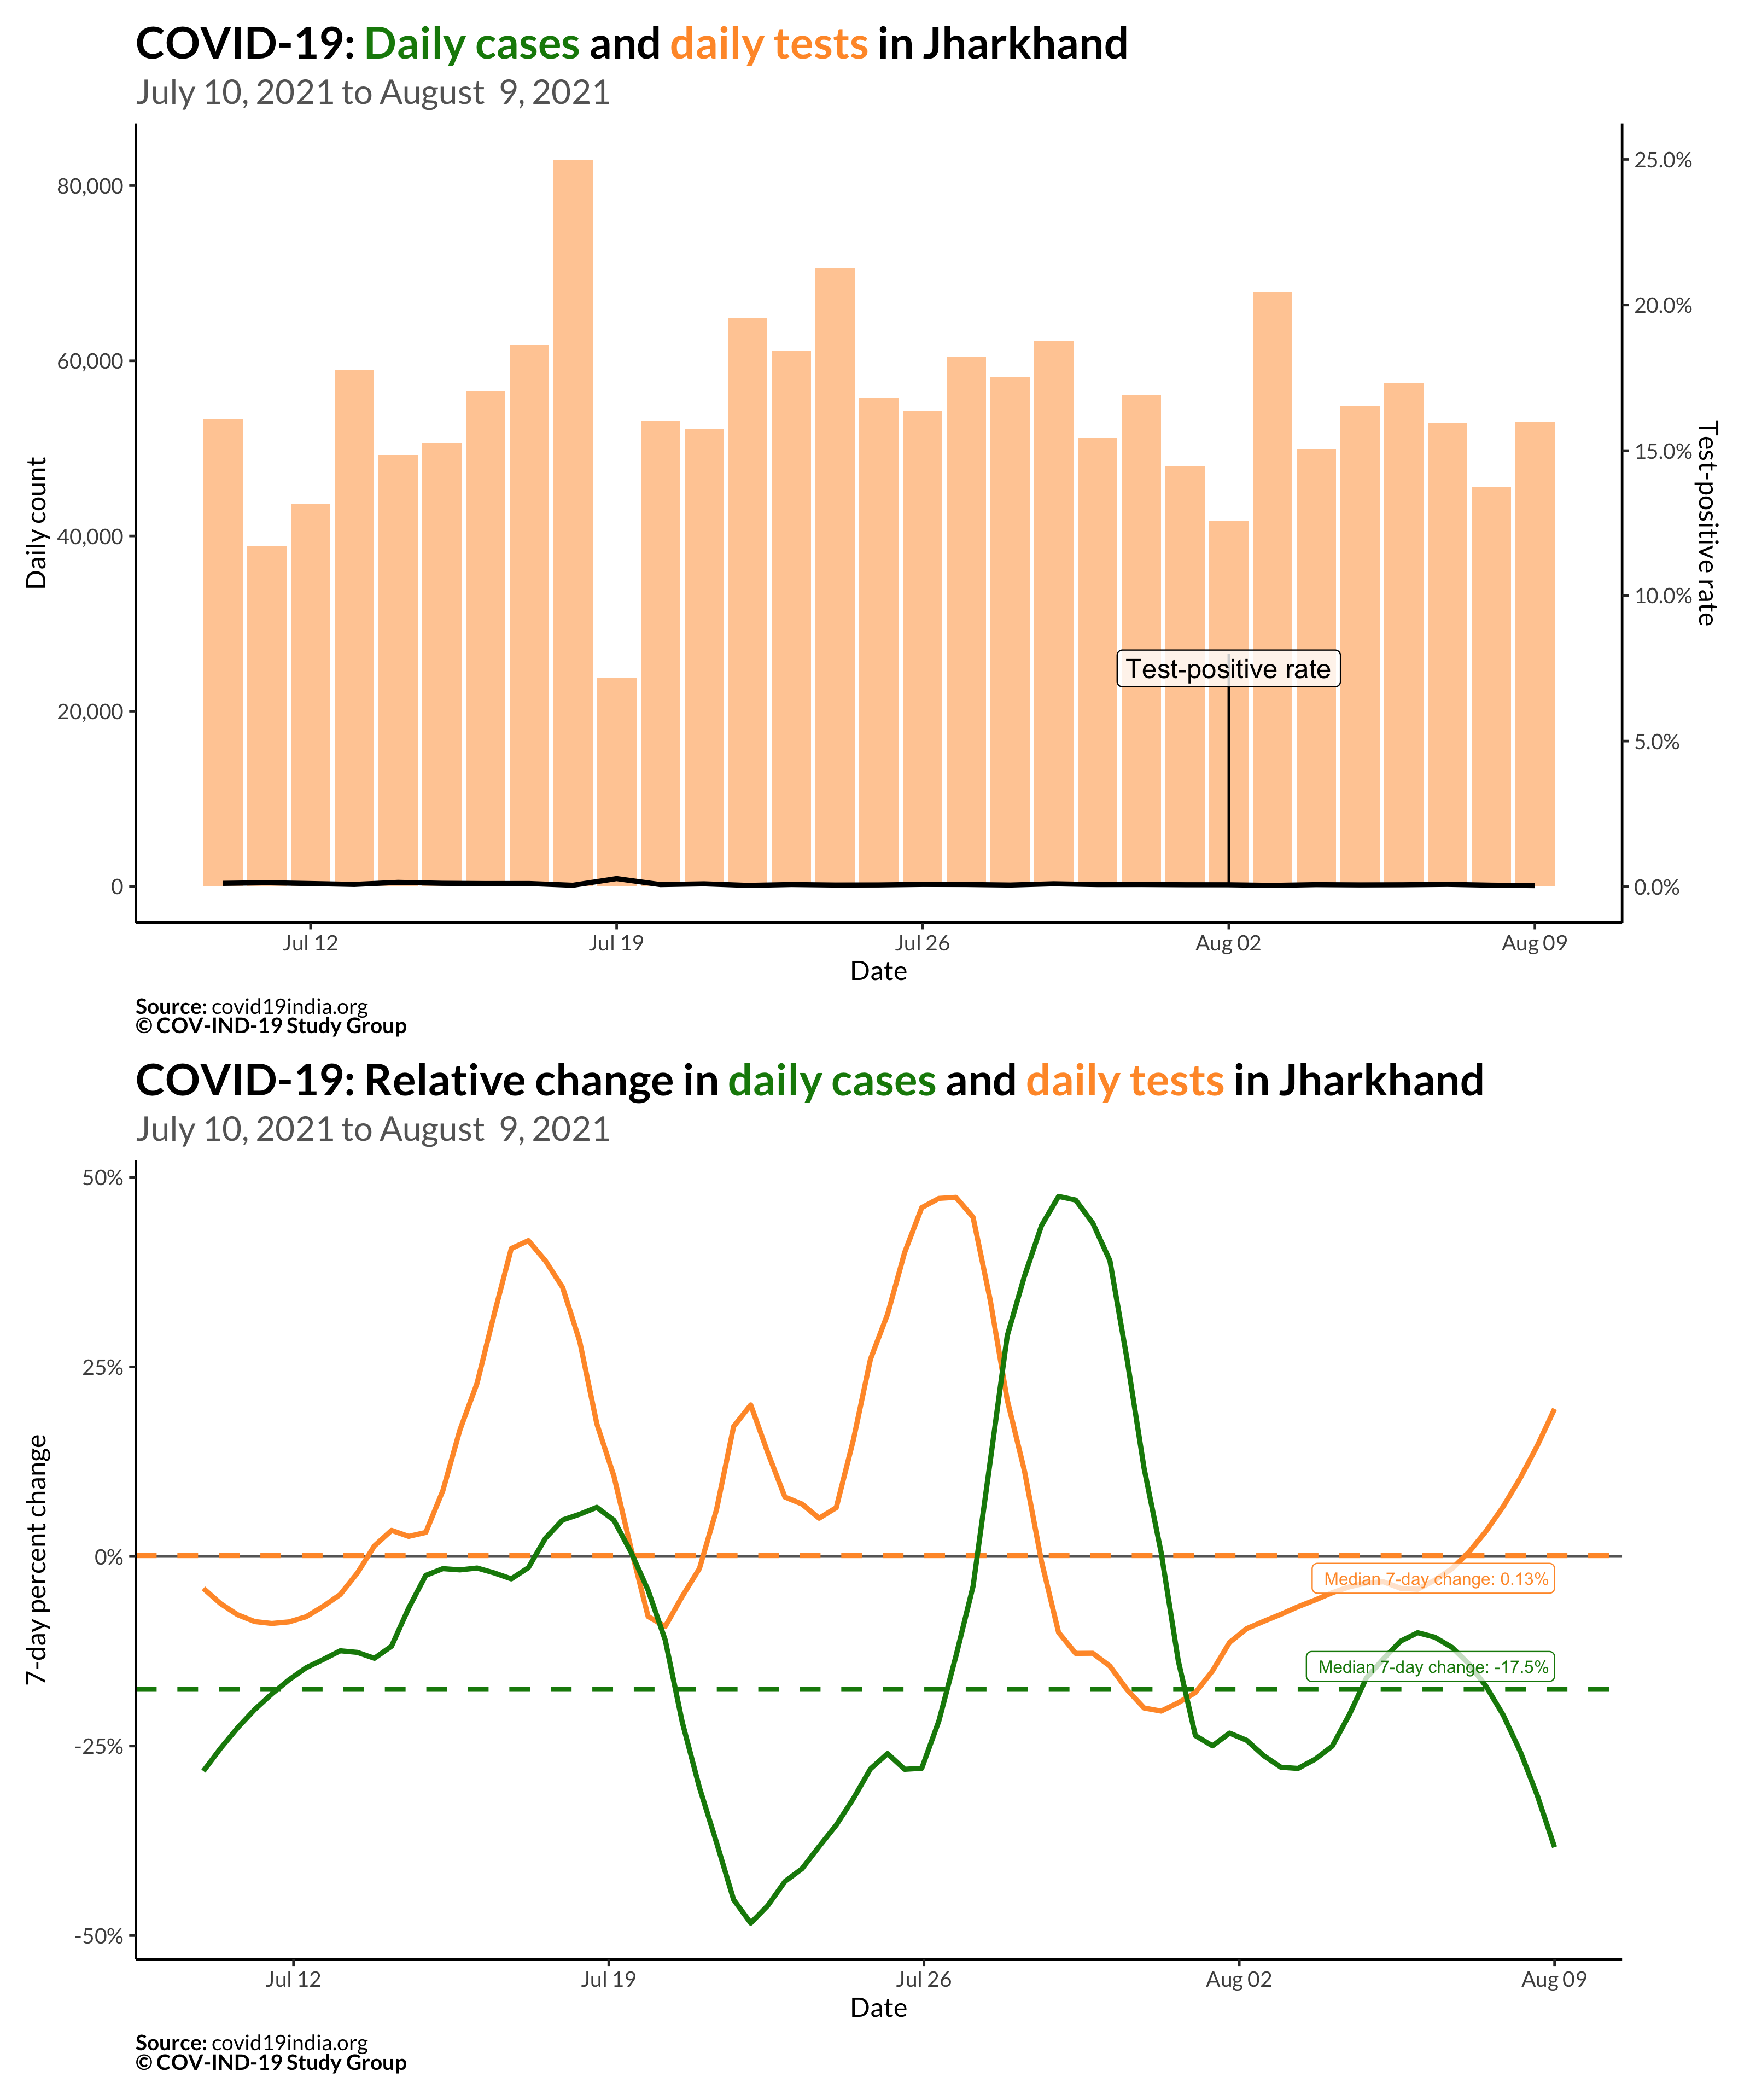 COVID-19: Daily cases and daily tests in Jharkhand
July 10, 2021 to August  9, 2021
80,000
60,000
40,000
20,000
0
Daily count
25.0%
20.0%
15.0%
10.0%
5.0%
0.0%
Test-positive rate
Test-positive rate
Jul 12
Jul 19
Jul 26
Aug 02
Aug 09
Date
Source: covid19india.org
© COV-IND-19 Study Group
COVID-19: Relative change in daily cases and daily tests in Jharkhand
July 10, 2021 to August  9, 2021
50%
25%
0%
-25%
-50%
7-day percent change
Median 7-day change: 0.13%
Median 7-day change: -17.5%
Jul 12
Jul 19
Jul 26
Aug 02
Aug 09
Date
Source: covid19india.org
© COV-IND-19 Study Group